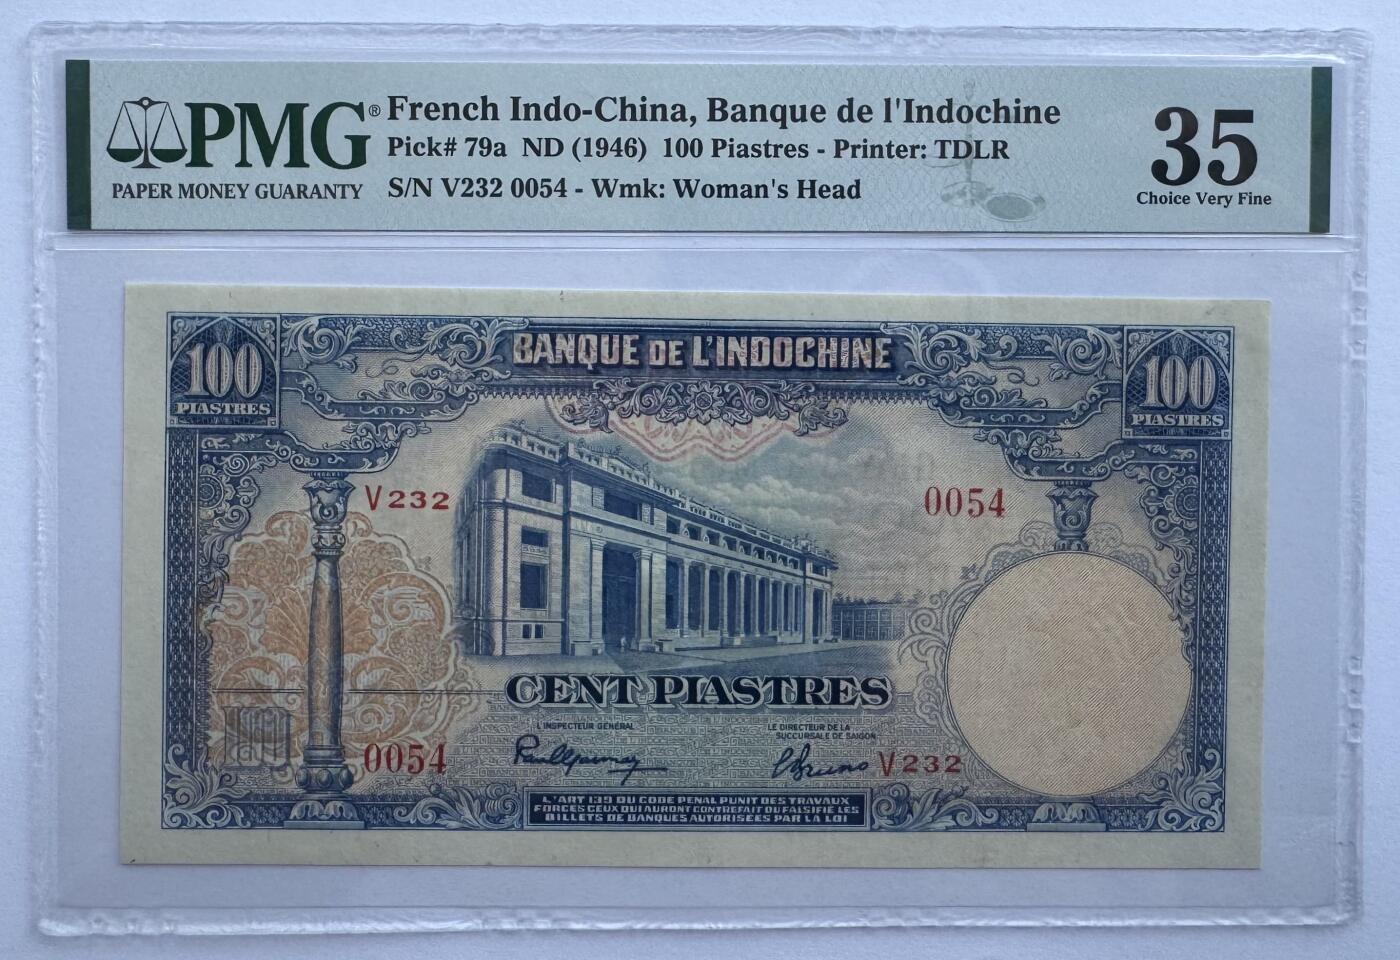 PMG®
PAPER MONEY GUARANTY
French Indo-China, Banque de l'Indochine
Pick# 79a ND (1946) 100 Piastres - Printer: TDLR
S/N V232 0054 - Wmk: Woman's Head
35
Choice Very Fine
100
PIASTRES
BANQUE DE L'INDOCHINE
100
PIASTRES
V232
0054
CENT PIASTRES
L'INSPECTEUR GÉNÉRAL
LE DIRECTEUR DE LA
SUCCURSALE DE SAIGON
0054
V232
L'ART 139 DU CODE PENAL PUNIT DES TRAVAUX
FORCES CEUX QUI AURONT CONTREFAIT OU FALSIFIE LES
BILLETS DE BANQUES AUTORISEES PAR LA LOI